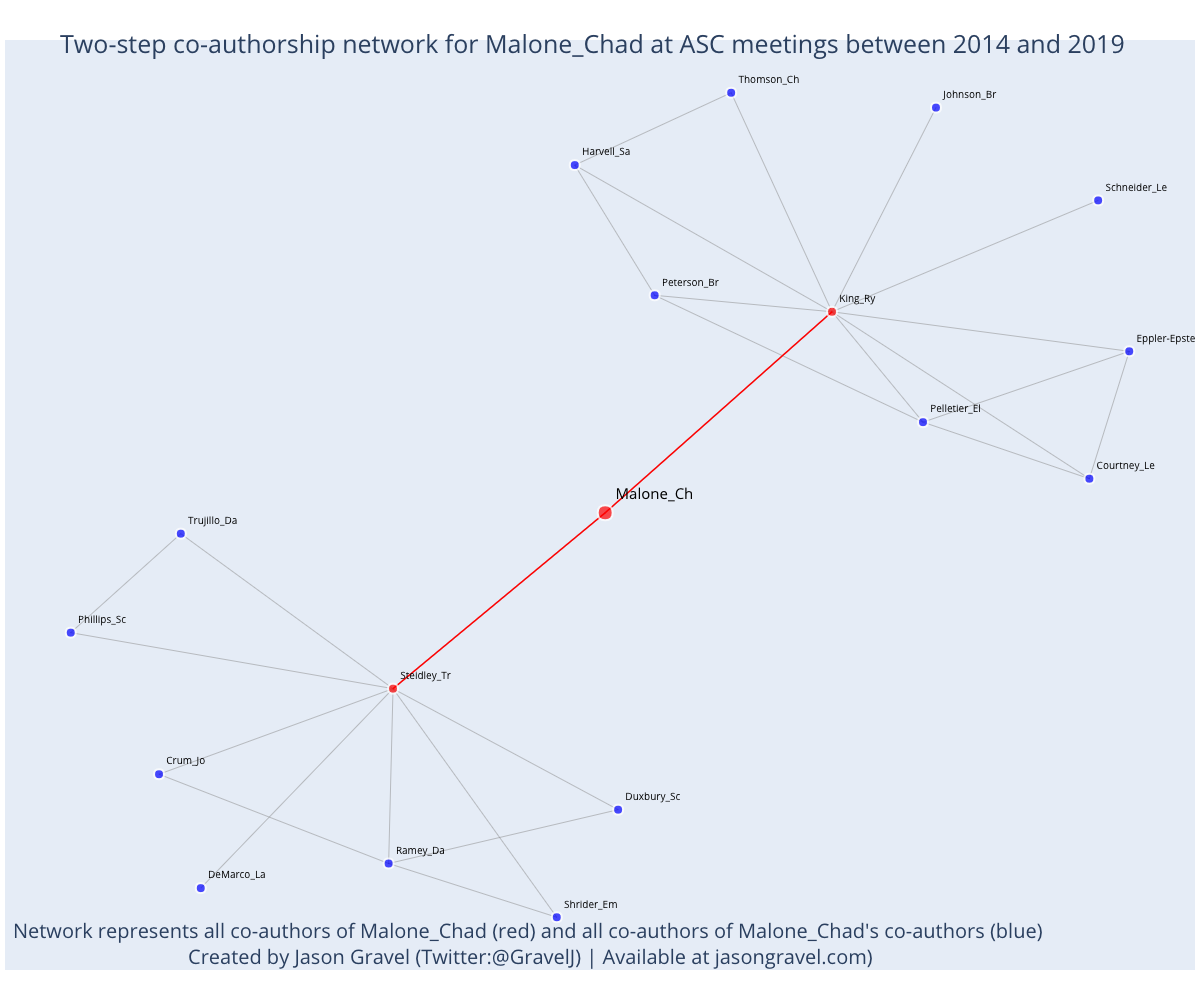 Two-step co-authorship network for Malone_Chad at ASC meetings between 2014 and 2019
Thomson_Ch
Johnson_Br
Harvell_Sa
Schneider_Le
Peterson_Br
King_Ry
Eppler-Epste
Pelletier_El
Courtney_Le
Malone_Ch
Trujillo_Da
Phillips_Sc
Steidley_Tr
Crum_Jo
Duxbury_Sc
Ramey_Da
DeMarco_La
Shrider_Em
Network represents all co-authors of Malone_Chad (red) and all co-authors of Malone_Chad's co-authors (blue)
Created by Jason Gravel (Twitter:@GravelJ) | Available at jasongravel.com)